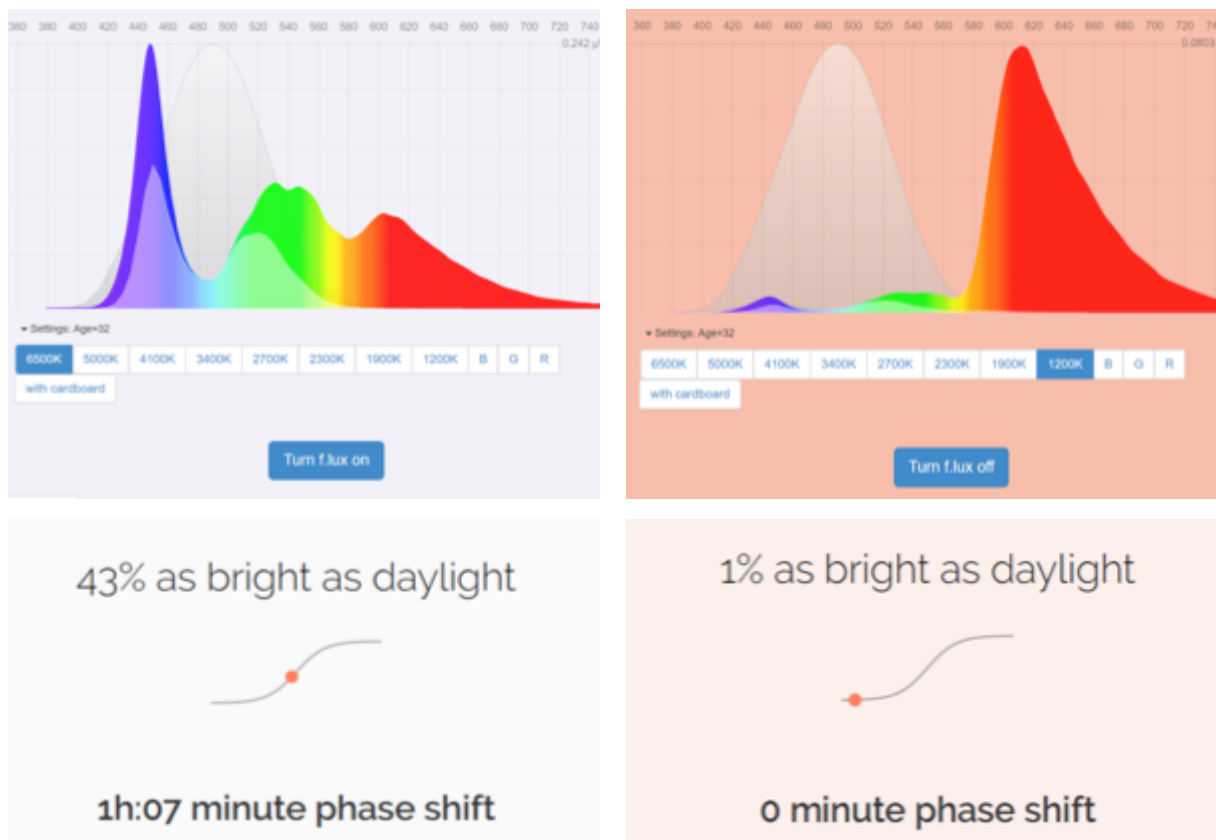 360 380 400 420 440 460 480 500 520 540 560 580 600 620 640 660 680 700 720 740
0.242
▾ Settings: Age=32
6500K 5000K 4100K 3400K 2700K 2300K 1900K 1200K B G R
with cardboard
Turn f.lux on
360 380 400 420 440 460 480 500 520 540 560 580 600 620 640 660 680 700 720
0.0803
▾ Settings: Age=32
6500K 5000K 4100K 3400K 2700K 2300K 1900K 1200K B G R
with cardboard
Turn f.lux off
43% as bright as daylight
1h:07 minute phase shift
1% as bright as daylight
0 minute phase shift